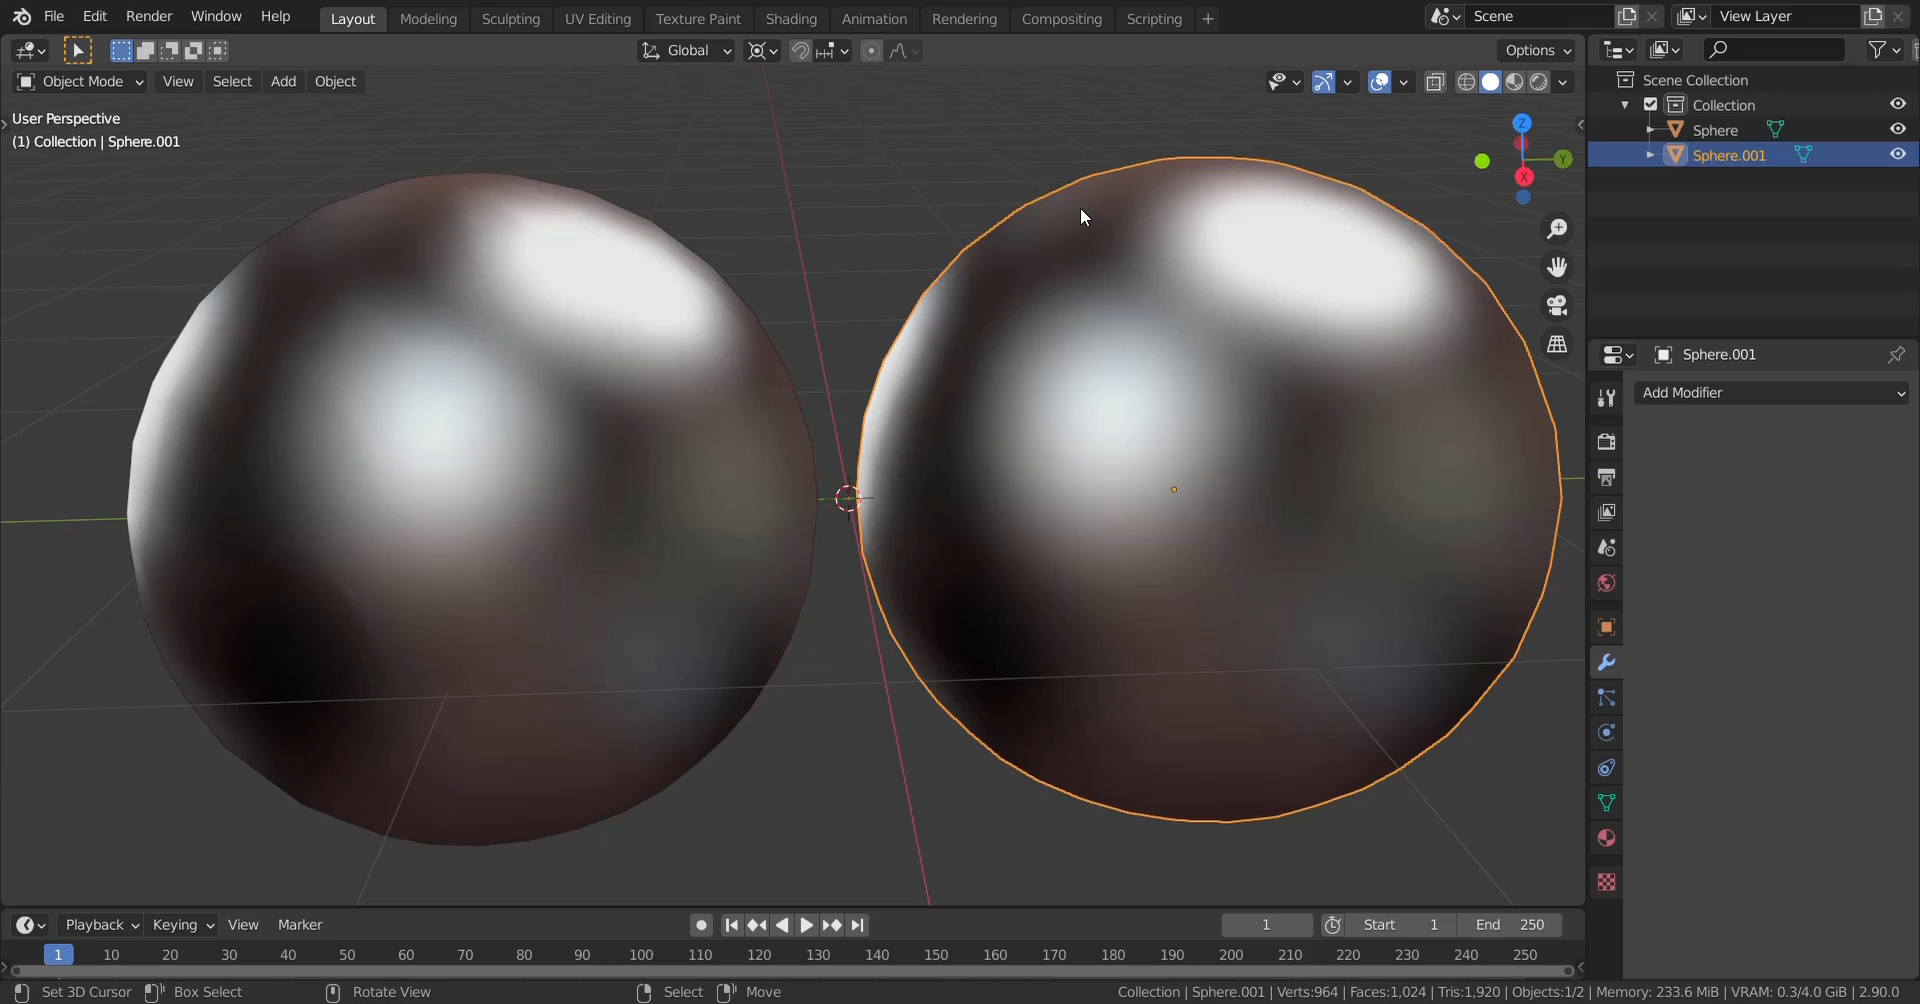 File Edit Render Window Help Layout Modeling Sculpting UV Editing Texture Paint Shading Animation Rendering Compositing Scripting + Scene View Layer
Global Options
Object Mode View Select Add Object
User Perspective
(1) Collection | Sphere.001
Z
Y
X
Scene Collection
Collection
Sphere
Sphere.001
Sphere.001
Add Modifier
Playback Keying View Marker 1 Start 1 End 250
1 10 20 30 40 50 60 70 80 90 100 110 120 130 140 150 160 170 180 190 200 210 220 230 240 250
Set 3D Cursor Box Select Rotate View Select Move Collection | Sphere.001 | Verts:964 | Faces:1,024 | Tris:1,920 | Objects:1/2 | Memory: 233.6 MiB | VRAM: 0.3/4.0 GiB | 2.90.0